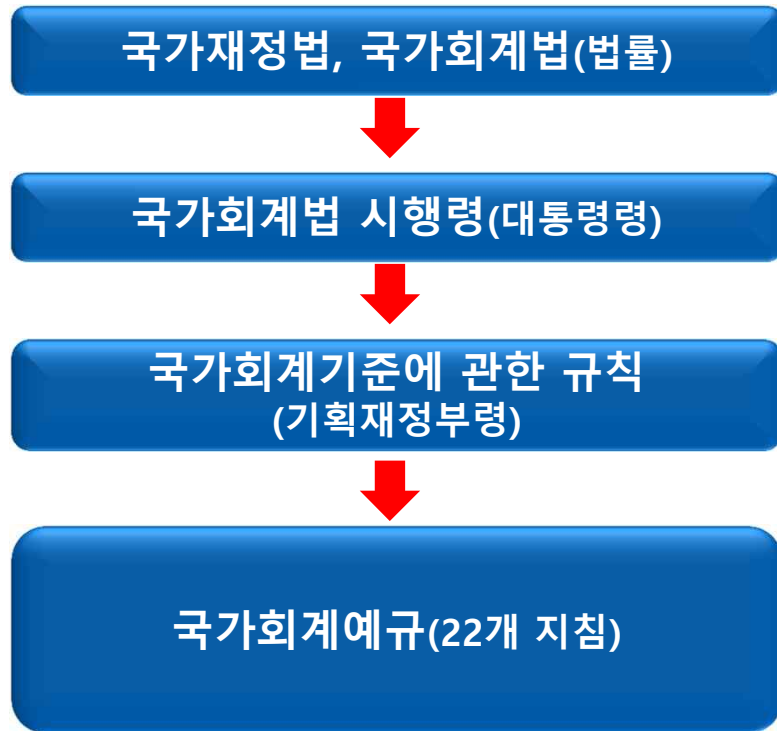 국가재정법, 국가회계법(법률)
국가회계법 시행령(대통령령)
국가회계기준에 관한 규칙
(기획재정부령)
국가회계예규(22개 지침)